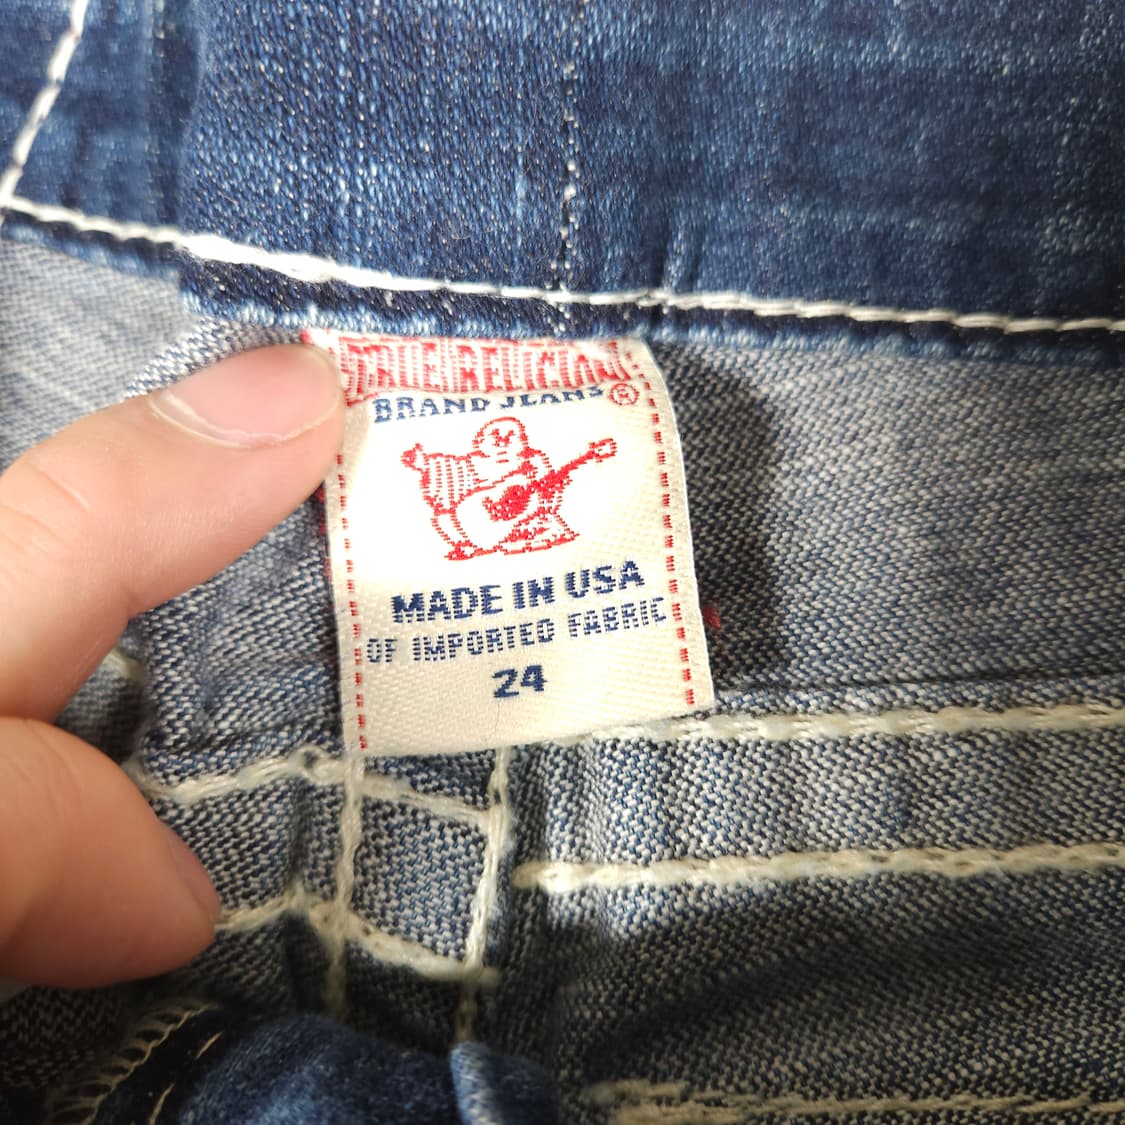 TRUE RELIGION
BRAND JEANS ®
MADE IN USA
OF IMPORTED FABRIC
24